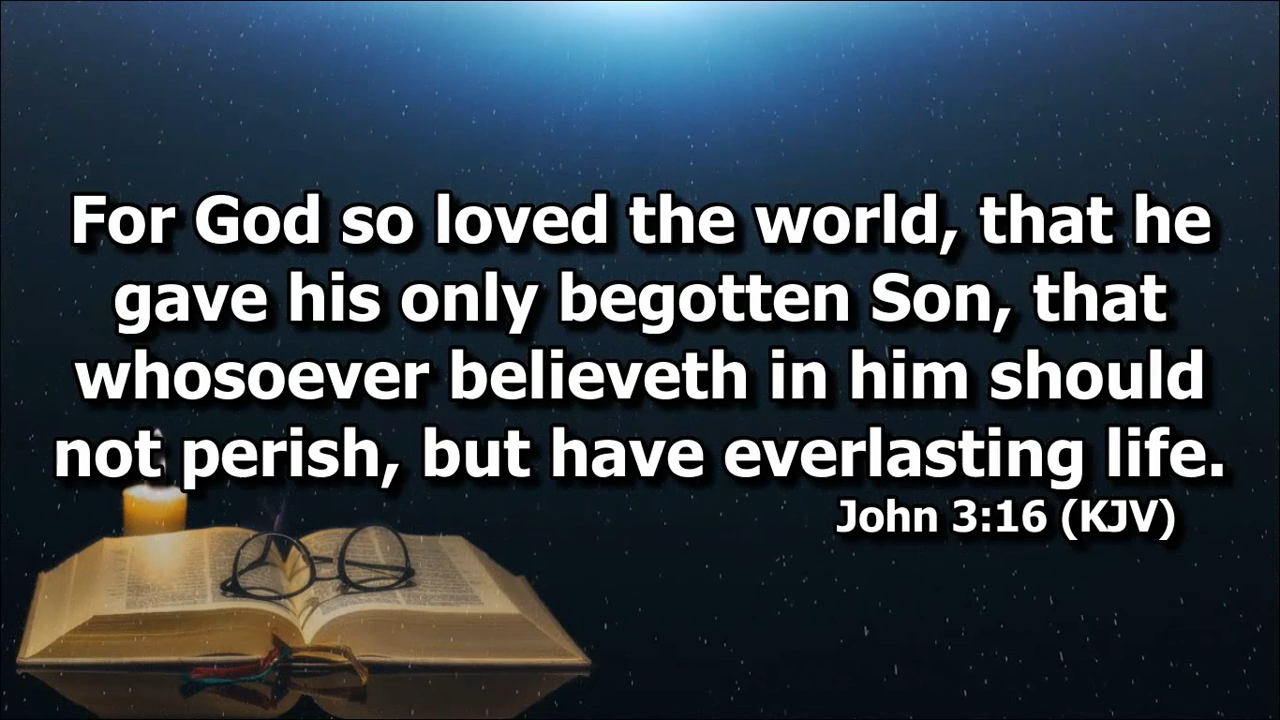 For God so loved the world, that he
gave his only begotten Son, that
whosoever believeth in him should
not perish, but have everlasting life.
John 3:16 (KJV)